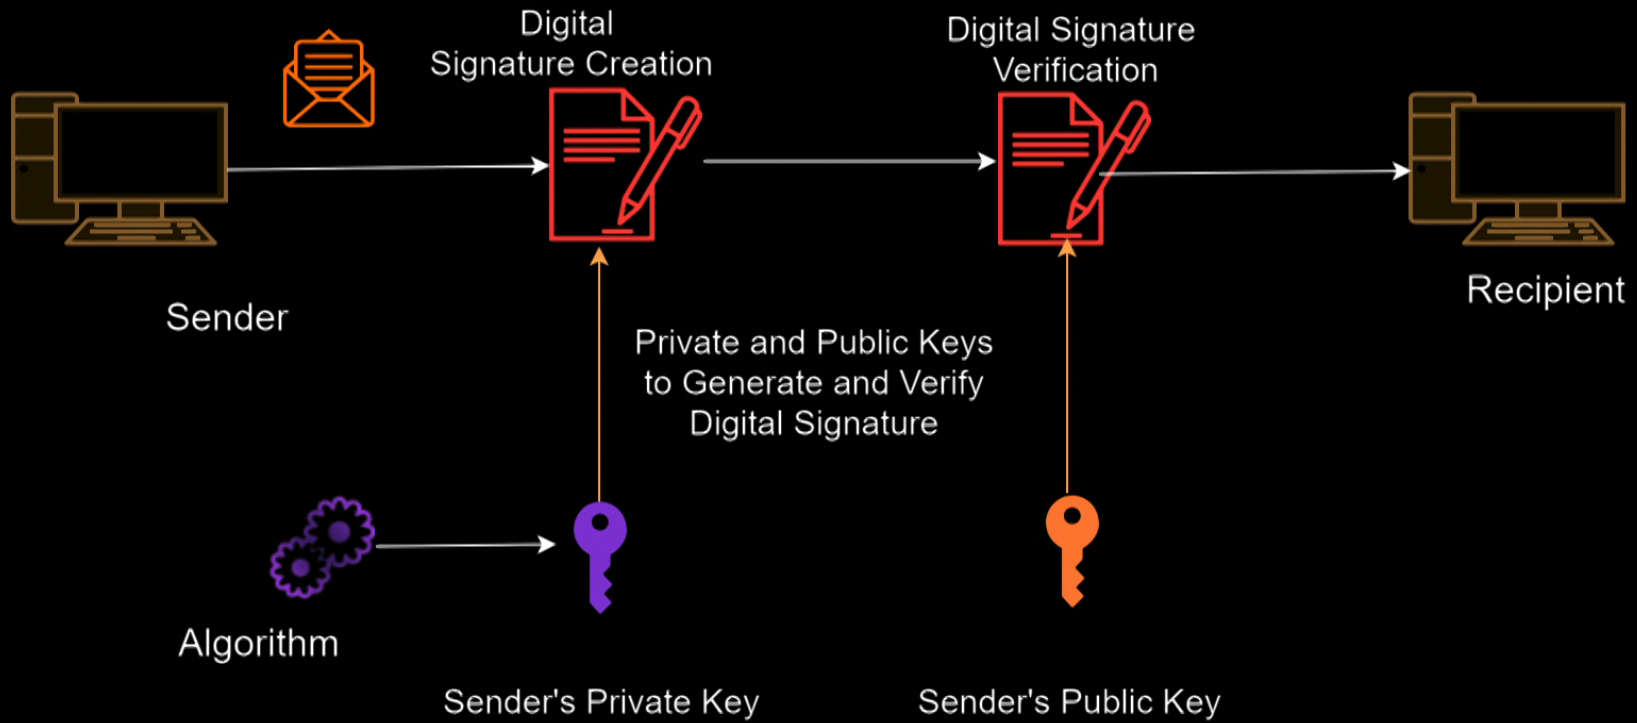 Digital
Signature Creation
Digital Signature
Verification
Sender
Recipient
Private and Public Keys
to Generate and Verify
Digital Signature
Algorithm
Sender's Private Key
Sender's Public Key